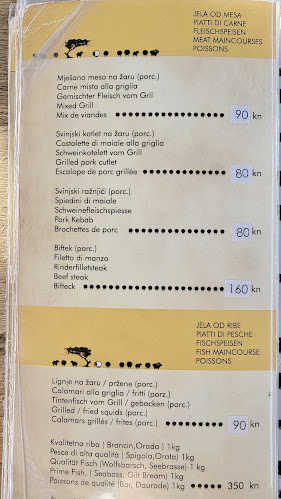 JELA OD MESA
PIATTI DI CARNE
FLEISCHSPEISEN
MEAT MAINCOURSES
POISSONS
Mješano meso na žaru (porc.)
Carne mista alla griglia
Gemischter Fleisch vom Gril
Mixed Grill
Mix de viandes 90 kn
Svinjski kotlet na žaru (porc.)
Costolette di maiale alla griglia
Schweinkotelett vom Grill
Grilled pork cutlet
Escalope de porc grillée 80 kn
Svinjski ražnjići (porc.)
Spiedini di maiale
Schweinefleischspiesse
Pork Kebab
Brochettes de porc 80 kn
Biftek (porc.)
Filetto di manzo
Rinderfilletsteak
Beef steak
Bifteck 160 kn
JELA OD RIBE
PIATTI DI PESCHE
FISCHSPEISEN
FISH MAINCOURSE
POISSONS
Lignje na žaru / pržene (porc.)
Calamari alla griglia / fritti (porz.)
Tintenfisch vom Grill / gebacken (porc.)
Grilled / fried squids (porc.)
Calamars grillés / frites (porc.) 90 kn
Kvalitetna riba ( Brancin,Orada ) 1kg
Pesce di alta qualità ( Spigola,Orata) 1kg
Qualität Fisch (Wolfsbarsch, Seebrasse) 1 kg
Prime Fish, ( Seaboss, Gilt Bream) 1kg
Poissons de qualité (Bar, Daurade) 1kg 350 kn